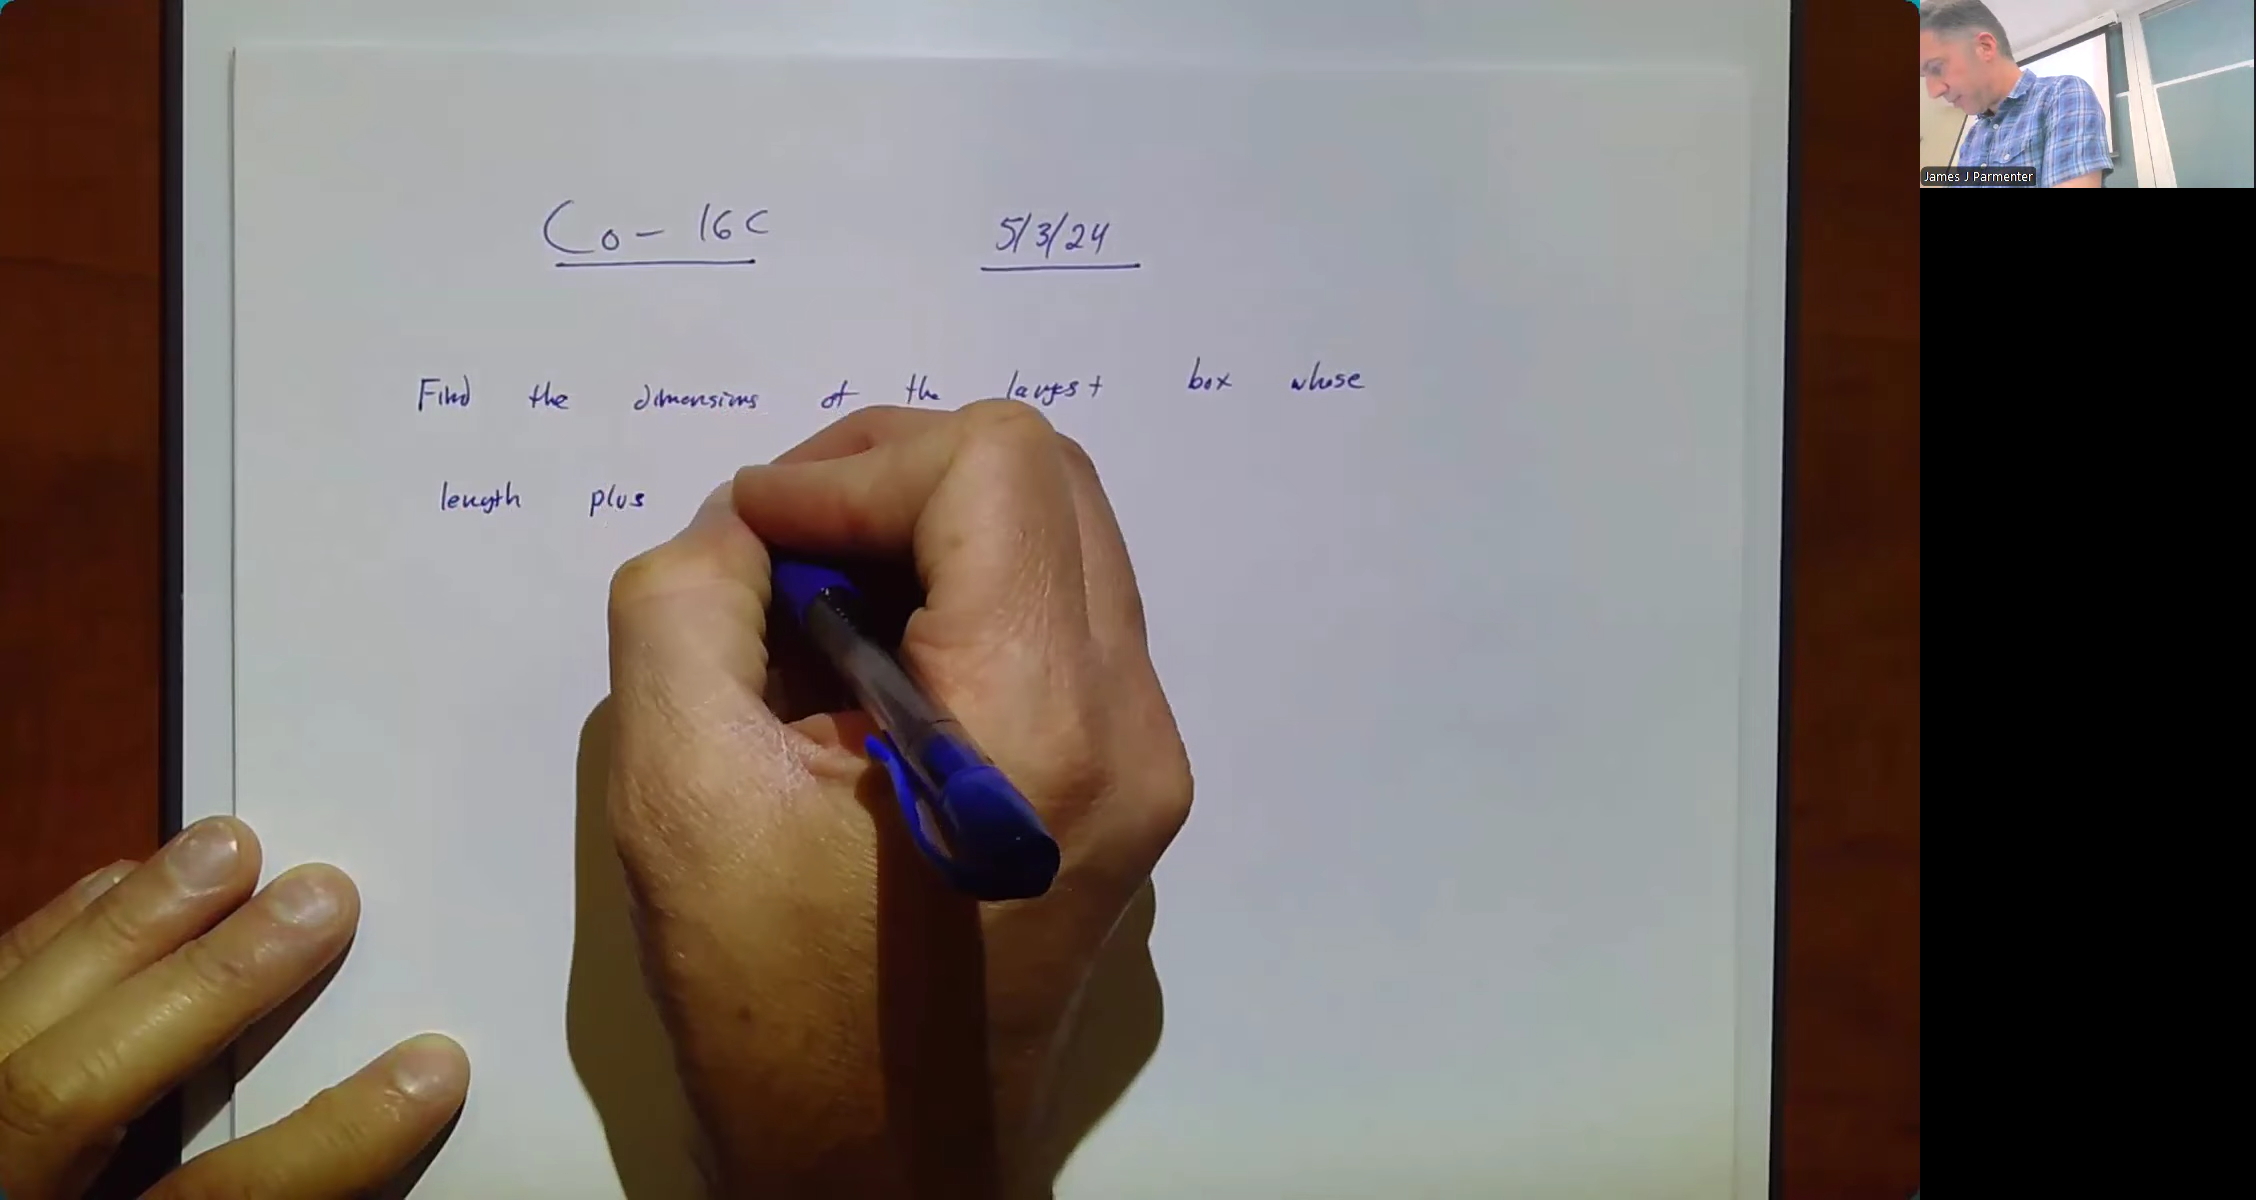 Co - 16C 5/3/24
Find the dimensions of the largest box whose
length plus
James J Parmenter